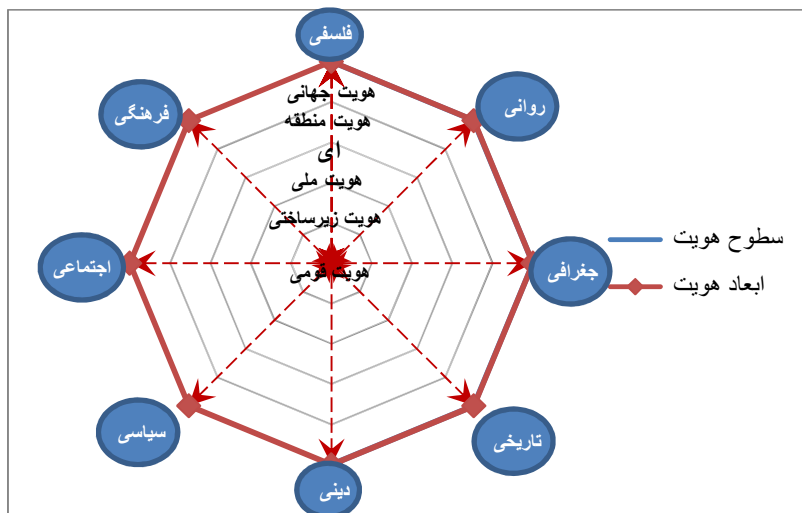 فلسفی
روانی
فرهنگی
هویت جهانی
هویت منطقه
ای
هویت ملی
هویت زیرساختی
هویت قومی
اجتماعی
جغرافی
سطوح هویت
ابعاد هویت
سیاسی
تاریخی
دینی